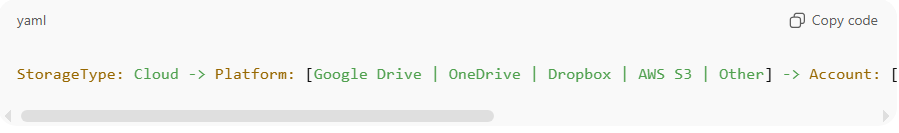 yaml
Copy code
StorageType: Cloud -> Platform: [Google Drive | OneDrive | Dropbox | AWS S3 | Other] -> Account: [